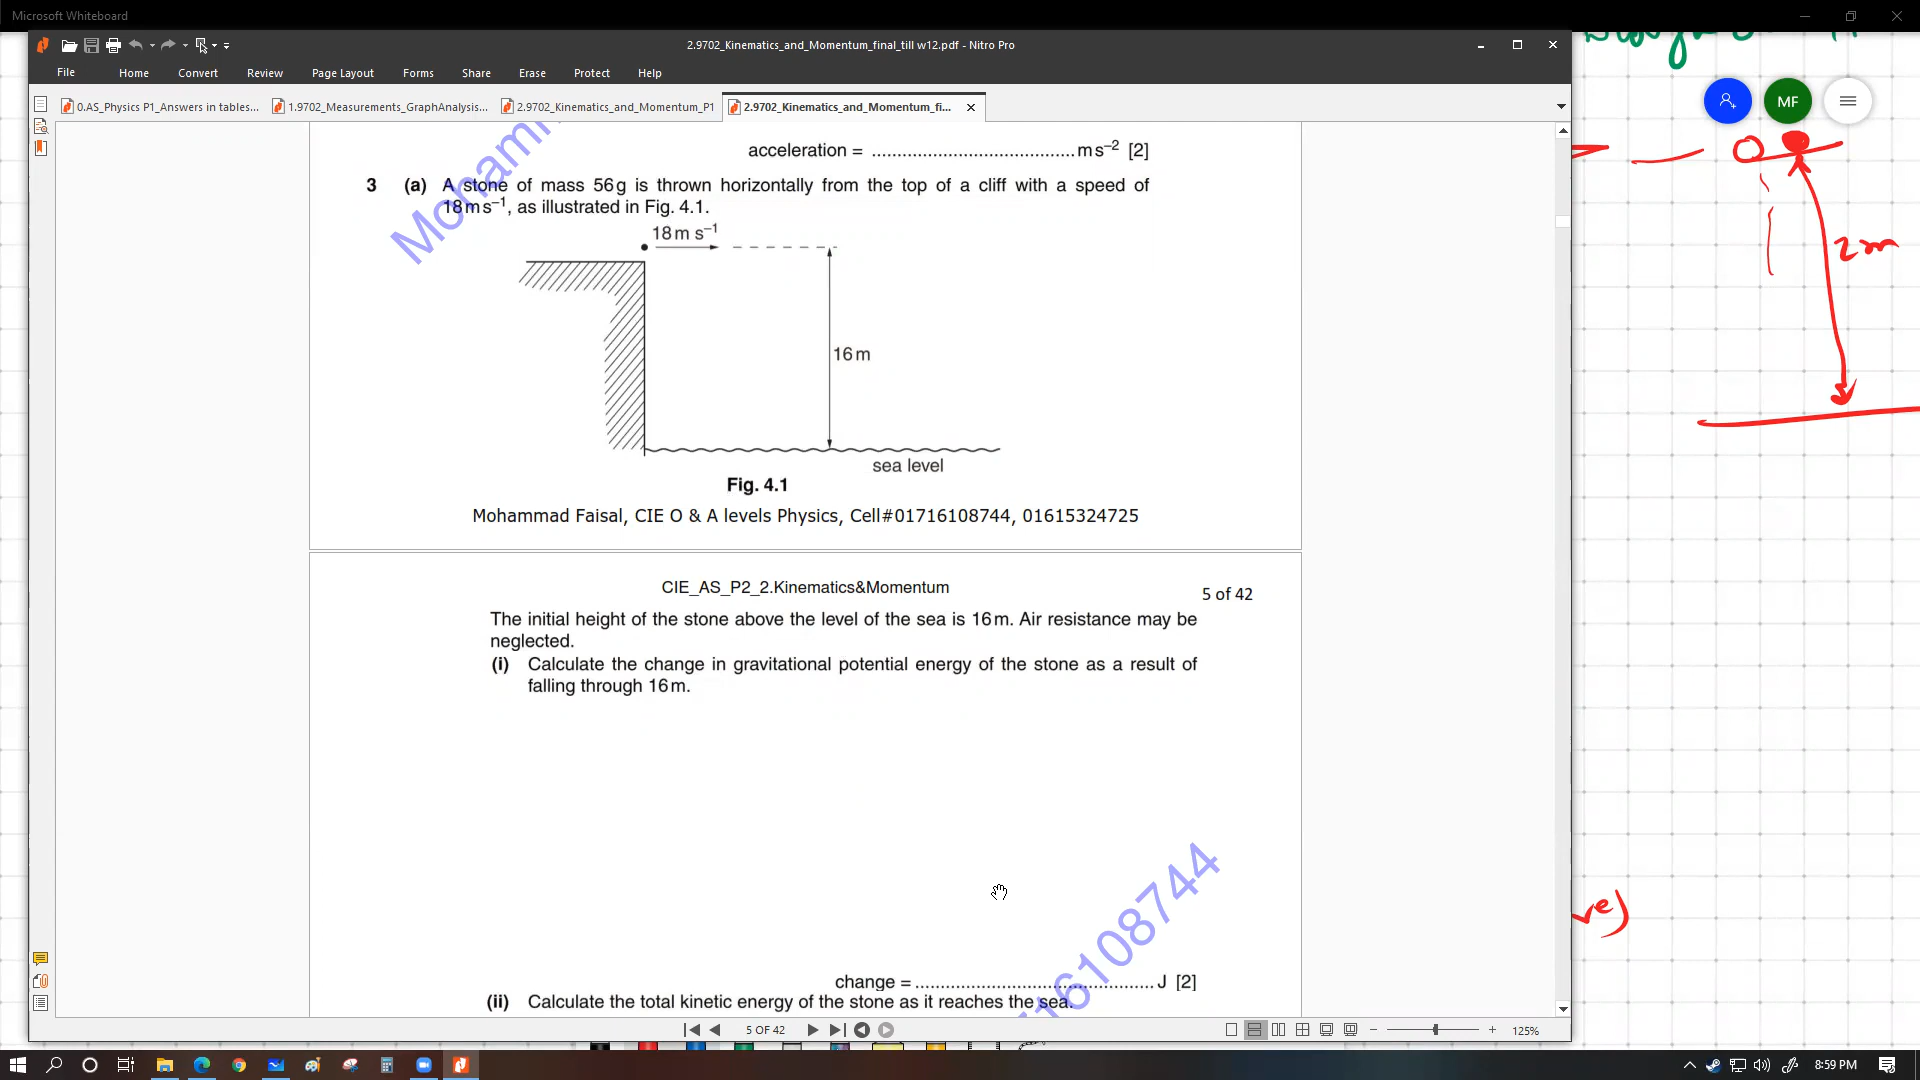 Microsoft Whiteboard
2.9702_Kinematics_and_Momentum_final_till w12.pdf - Nitro Pro
File Home Convert Review Page Layout Forms Share Erase Protect Help
0.AS_Physics P1_Answers in tables... 1.9702_Measurements_GraphAnalysis... 2.9702_Kinematics_and_Momentum_P1 2.9702_Kinematics_and_Momentum_fi...
MF
acceleration = ........................................ m s⁻² [2]
3 (a) A stone of mass 56 g is thrown horizontally from the top of a cliff with a speed of
18 m s⁻¹, as illustrated in Fig. 4.1.
18 m s⁻¹
2m
16 m
sea level
Fig. 4.1
Mohammad Faisal, CIE O & A levels Physics, Cell#01716108744, 01615324725
CIE_AS_P2_2.Kinematics&Momentum
5 of 42
The initial height of the stone above the level of the sea is 16 m. Air resistance may be
neglected.
(i) Calculate the change in gravitational potential energy of the stone as a result of
falling through 16 m.
ve)
change = ............................................... J [2]
(ii) Calculate the total kinetic energy of the stone as it reaches the sea.
5 OF 42
125%
8:59 PM